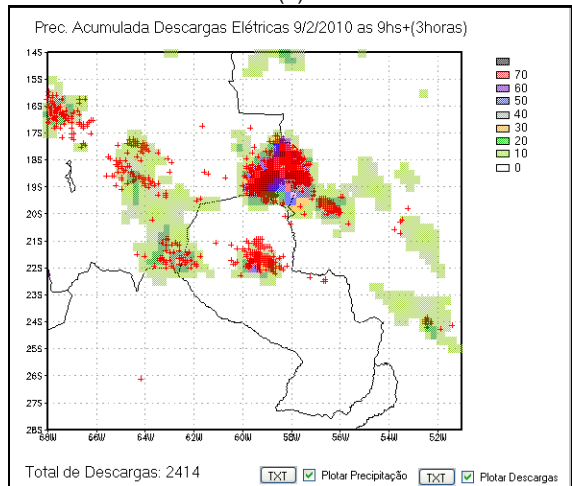 Prec. Acumulada Descargas Elétricas 9/2/2010 as 9hs+(3horas)
14S
15S
16S
17S
18S
19S
20S
21S
22S
23S
24S
25S
26S
27S
28S
68W 66W 64W 62W 60W 58W 56W 54W 52W
70
60
50
40
30
20
10
0
Total de Descargas: 2414
TXT Plotar Precipitação TXT Plotar Descargas